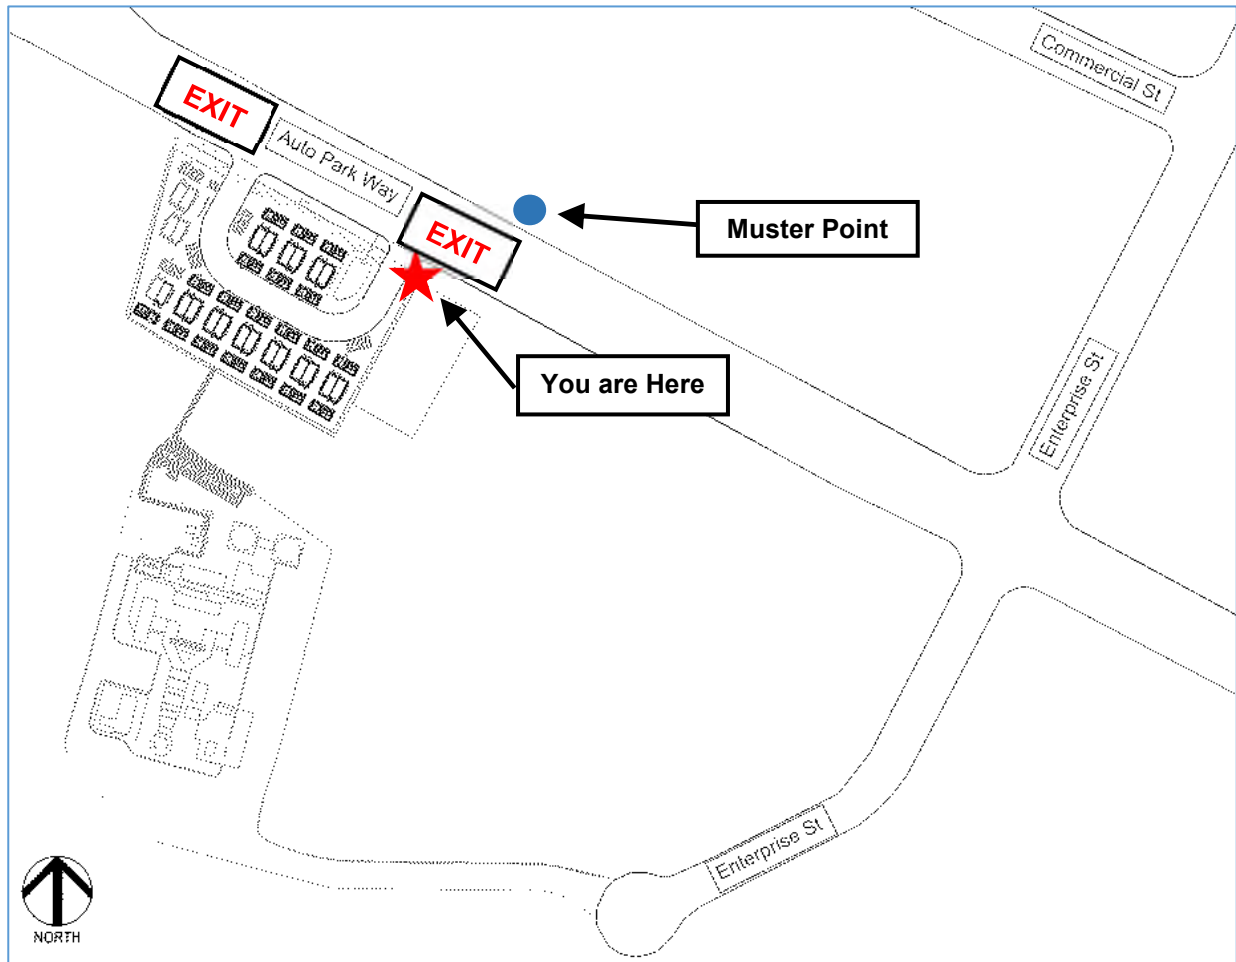 Commercial St
EXIT
Auto Park Way
EXIT
Muster Point
You are Here
Enterprise St
Enterprise St
NORTH